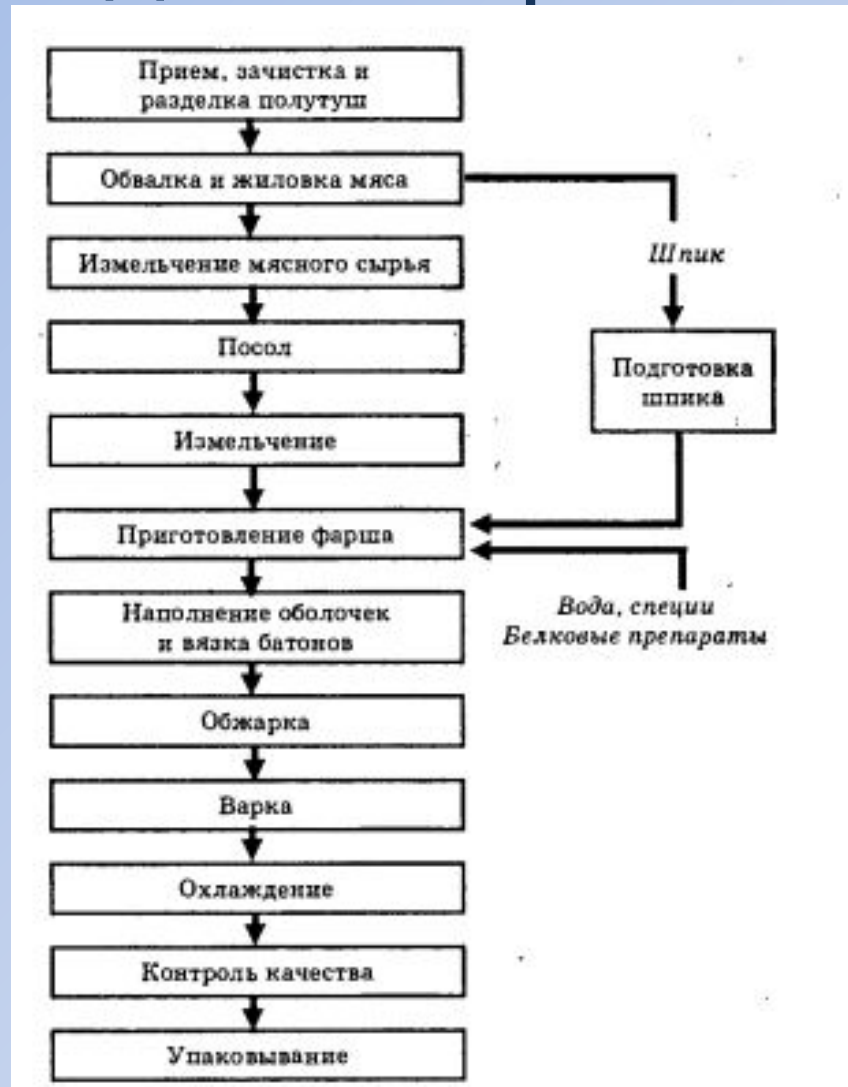 Прием, зачистка и
разделка полутуш
Обвалка и жиловка мяса
Шпик
Измельчение мясного сырья
Посол
Подготовка
шпика
Измельчение
Приготовление фарша
Вода, специи
Белковые препараты
Наполнение оболочек
и вязка батонов
Обжарка
Варка
Охлаждение
Контроль качества
Упаковывание